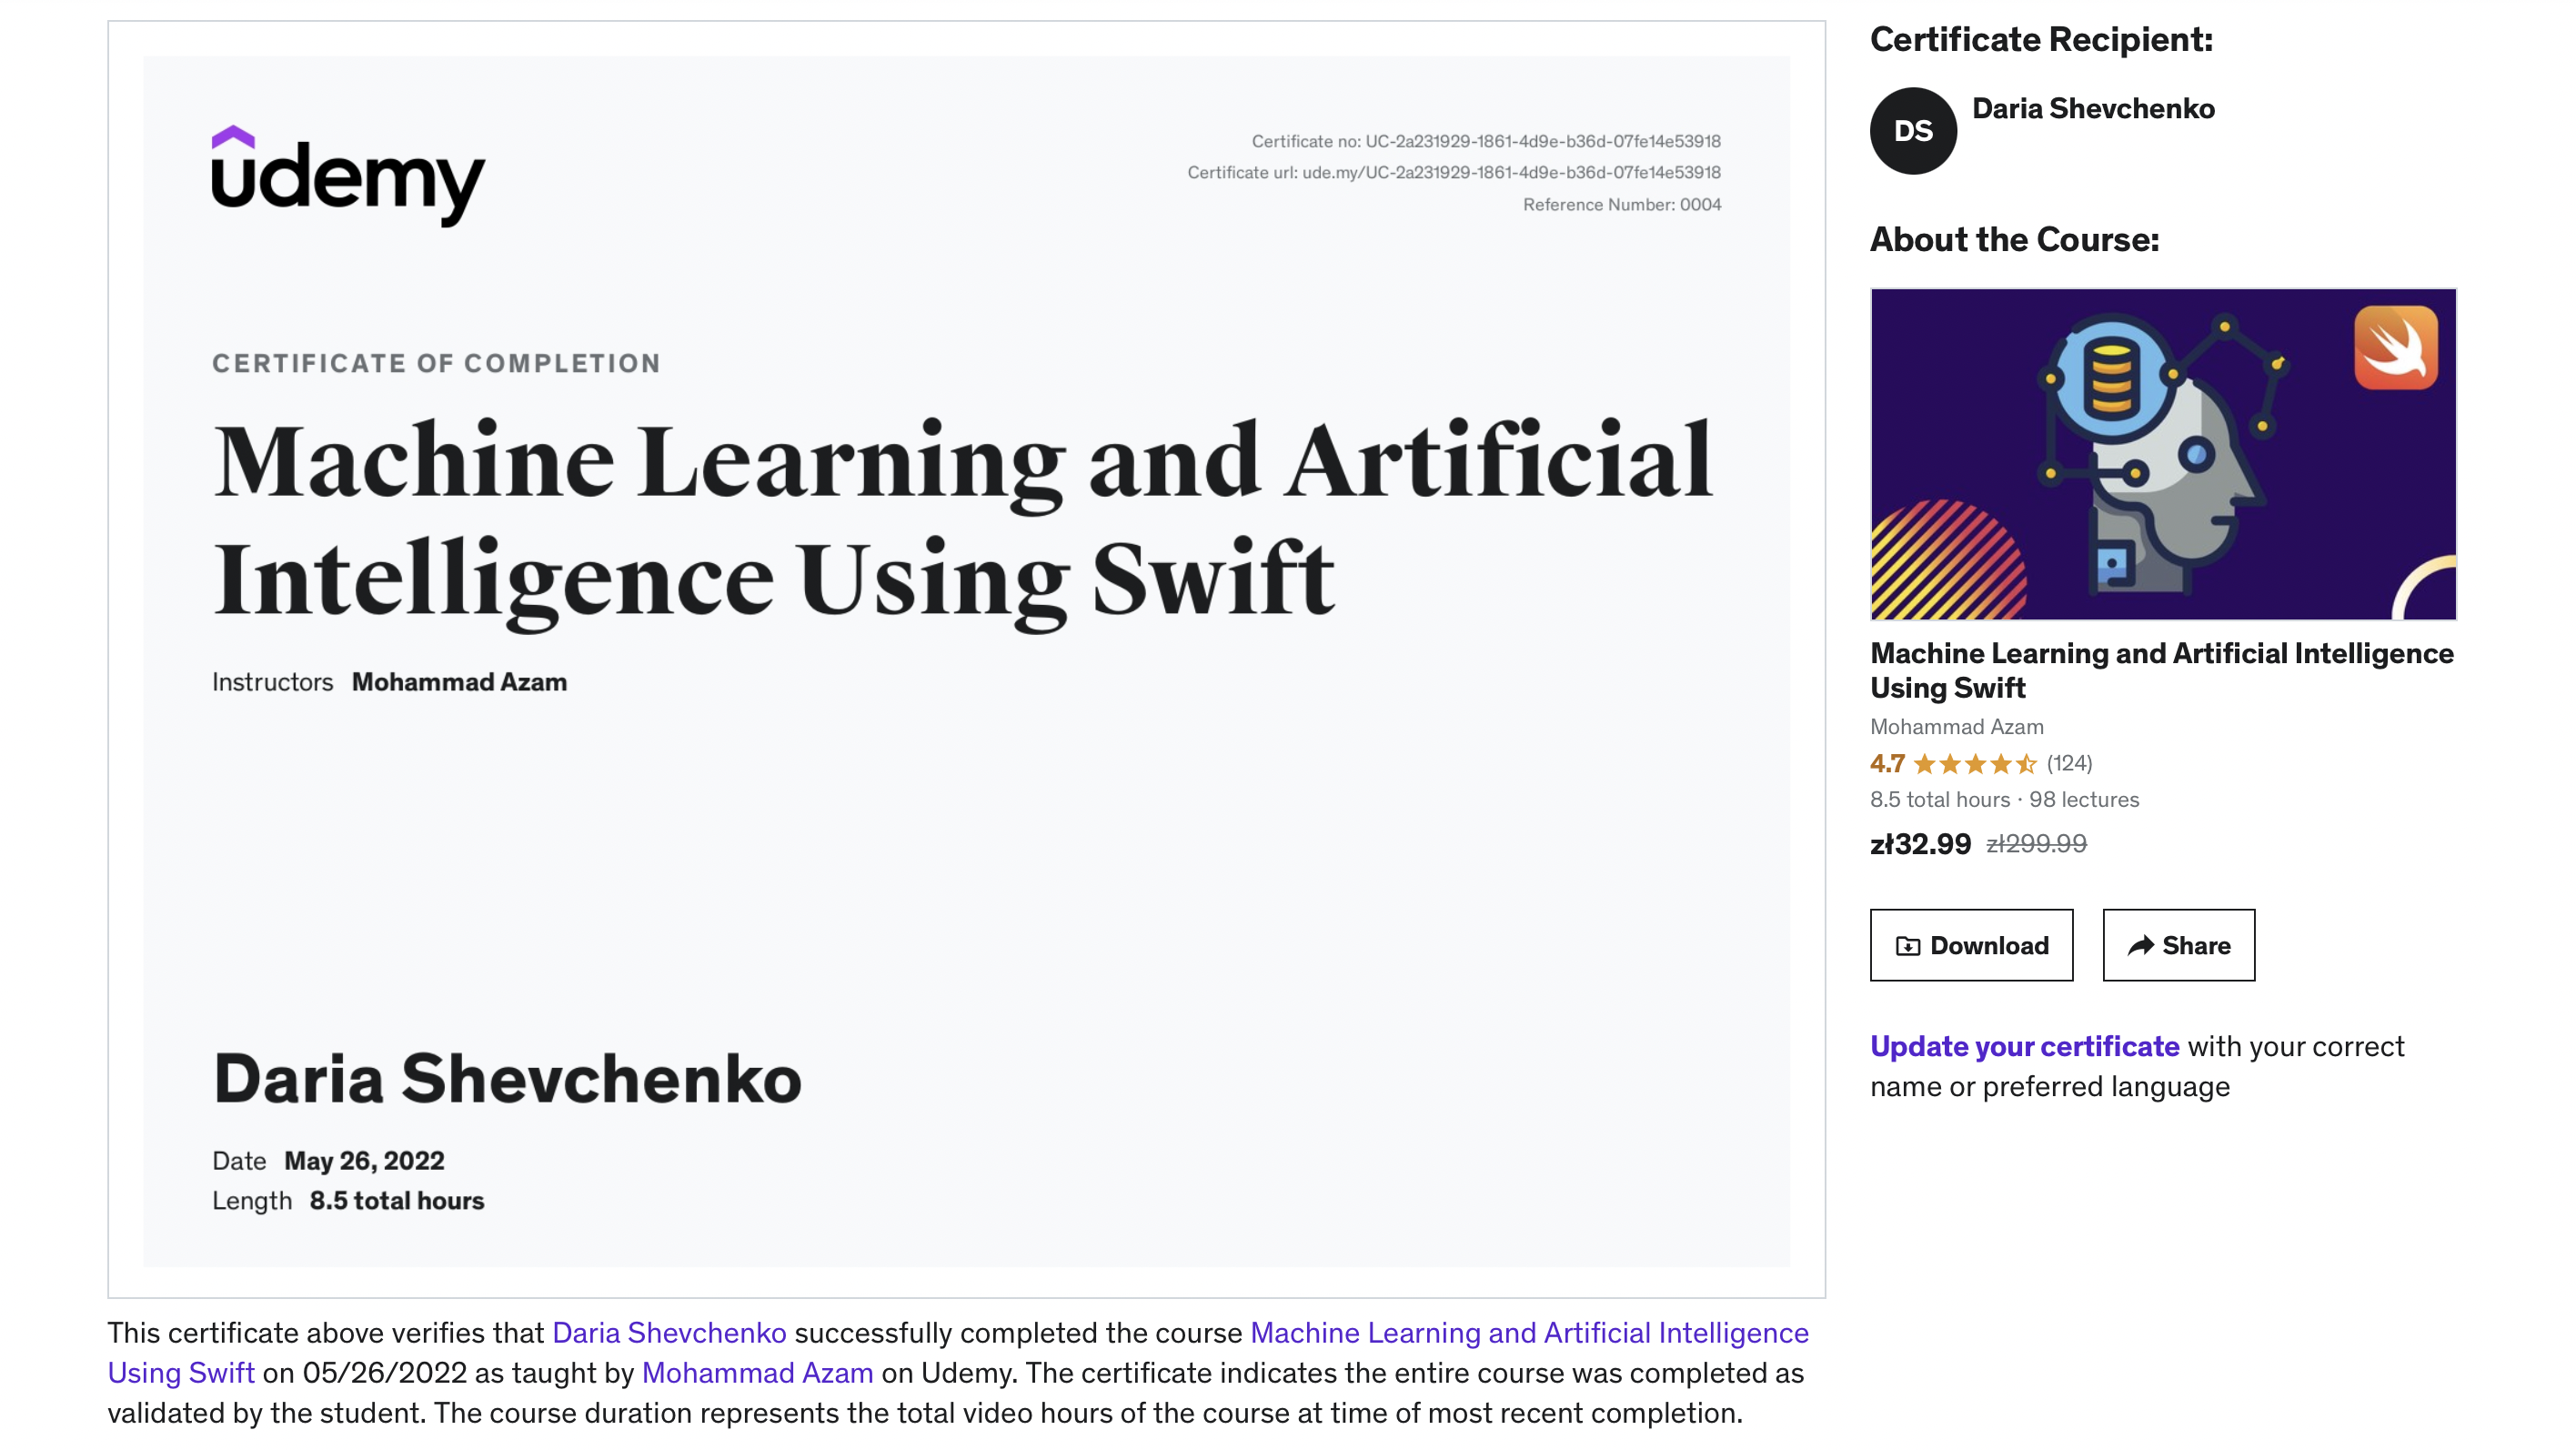 udemy
Certificate no: UC-2a231929-1861-4d9e-b36d-07fe14e53918
Certificate url: ude.my/UC-2a231929-1861-4d9e-b36d-07fe14e53918
Reference Number: 0004
CERTIFICATE OF COMPLETION
Machine Learning and Artificial
Intelligence Using Swift
Instructors Mohammad Azam
Daria Shevchenko
Date May 26, 2022
Length 8.5 total hours
This certificate above verifies that Daria Shevchenko successfully completed the course Machine Learning and Artificial Intelligence
Using Swift on 05/26/2022 as taught by Mohammad Azam on Udemy. The certificate indicates the entire course was completed as
validated by the student. The course duration represents the total video hours of the course at time of most recent completion.
Certificate Recipient:
DS
Daria Shevchenko
About the Course:
Machine Learning and Artificial Intelligence
Using Swift
Mohammad Azam
4.7 (124)
8.5 total hours · 98 lectures
zł32.99 zł299.99
Download
Share
Update your certificate with your correct
name or preferred language